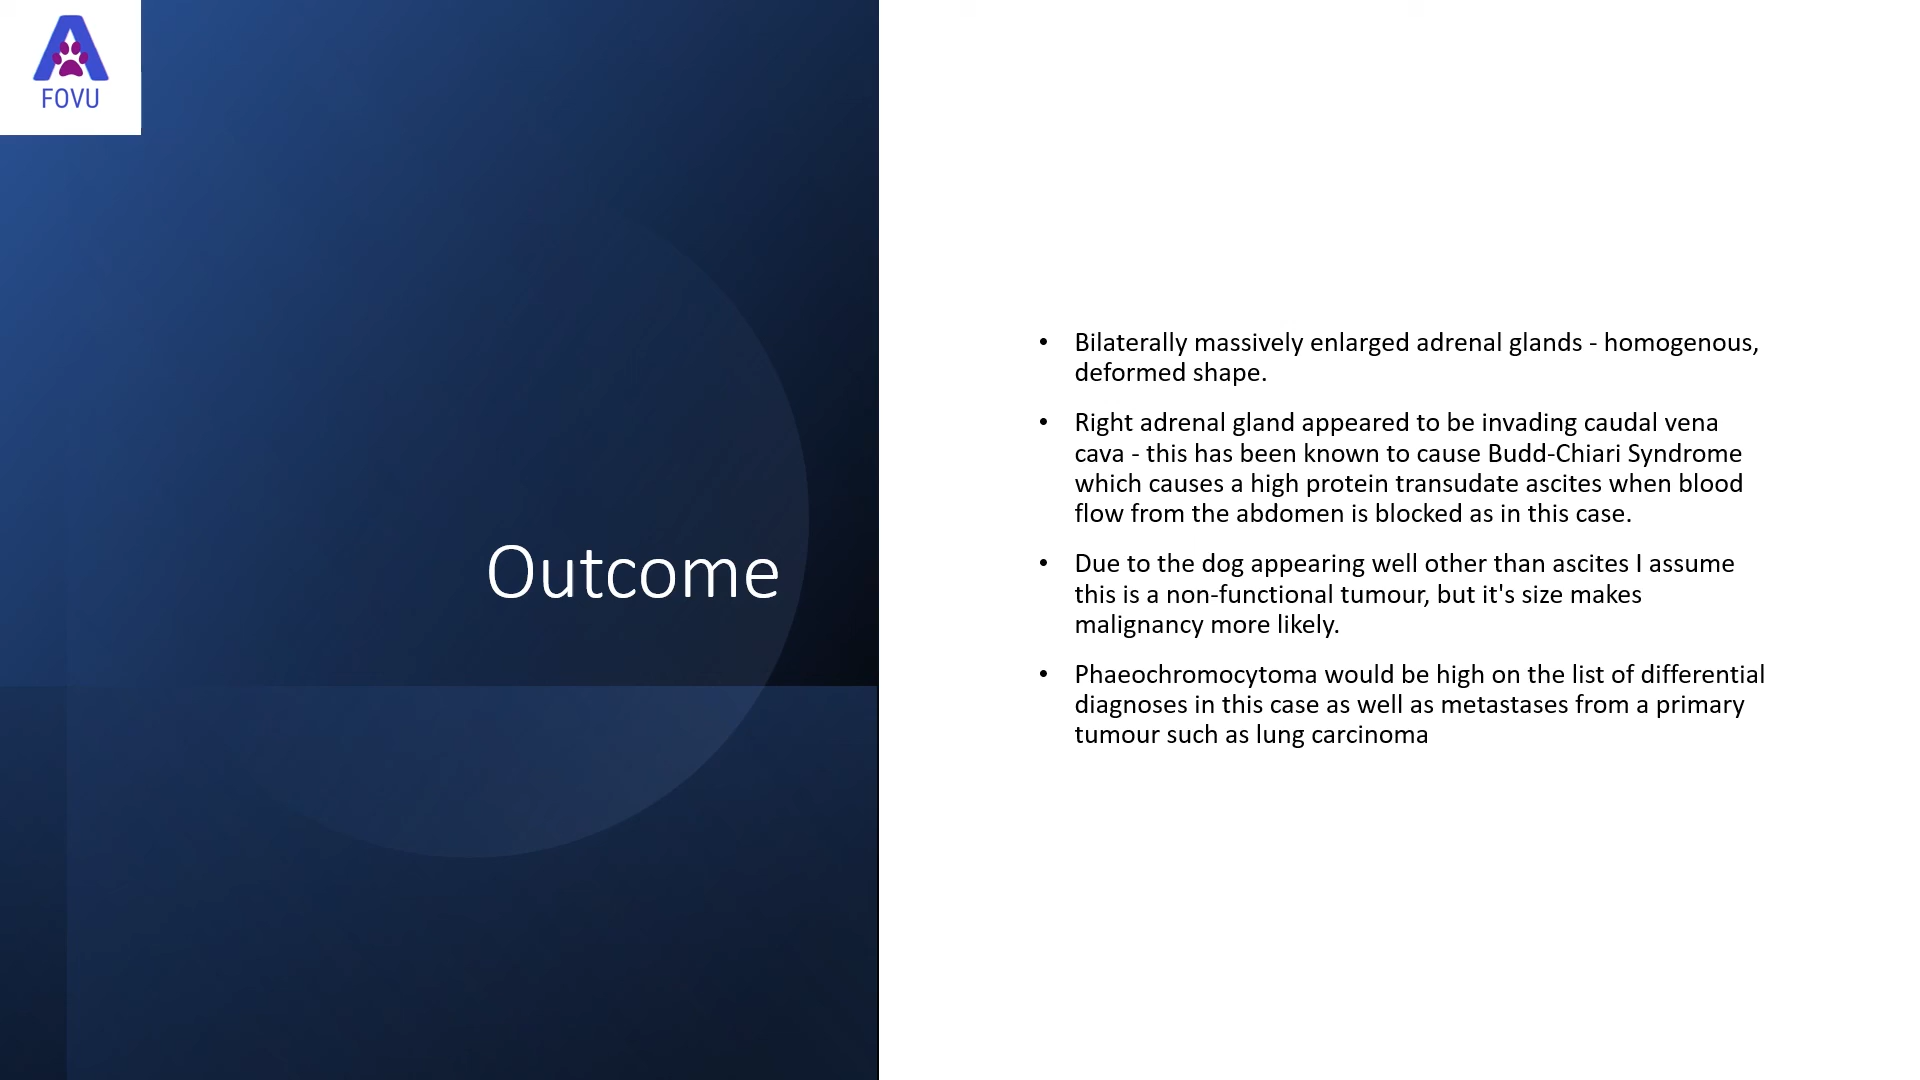 A
FOVU
Outcome
• Bilaterally massively enlarged adrenal glands - homogenous,
deformed shape.
• Right adrenal gland appeared to be invading caudal vena
cava - this has been known to cause Budd-Chiari Syndrome
which causes a high protein transudate ascites when blood
flow from the abdomen is blocked as in this case.
• Due to the dog appearing well other than ascites I assume
this is a non-functional tumour, but it's size makes
malignancy more likely.
• Phaeochromocytoma would be high on the list of differential
diagnoses in this case as well as metastases from a primary
tumour such as lung carcinoma